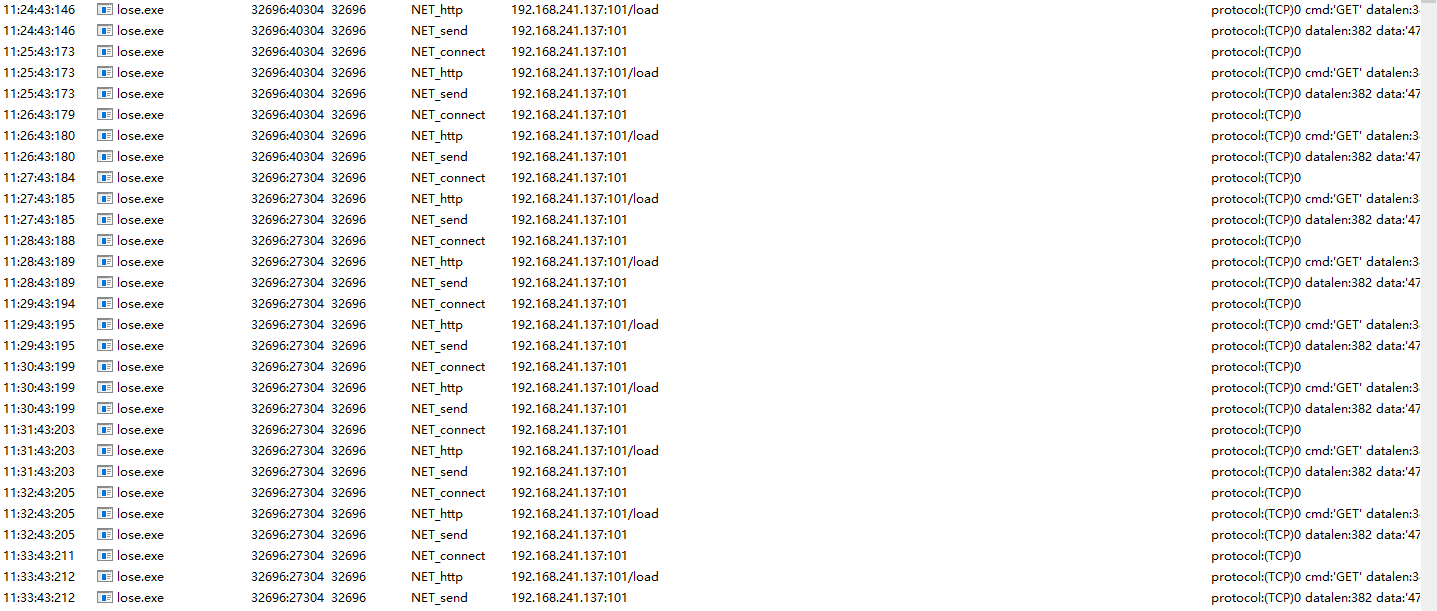 11:24:43:146 lose.exe 32696:40304 32696 NET_http 192.168.241.137:101/load protocol:(TCP)0 cmd:'GET' datalen:3
11:24:43:146 lose.exe 32696:40304 32696 NET_send 192.168.241.137:101 protocol:(TCP)0 datalen:382 data:'47
11:25:43:173 lose.exe 32696:40304 32696 NET_connect 192.168.241.137:101 protocol:(TCP)0
11:25:43:173 lose.exe 32696:40304 32696 NET_http 192.168.241.137:101/load protocol:(TCP)0 cmd:'GET' datalen:3
11:25:43:173 lose.exe 32696:40304 32696 NET_send 192.168.241.137:101 protocol:(TCP)0 datalen:382 data:'47
11:26:43:179 lose.exe 32696:40304 32696 NET_connect 192.168.241.137:101 protocol:(TCP)0
11:26:43:180 lose.exe 32696:40304 32696 NET_http 192.168.241.137:101/load protocol:(TCP)0 cmd:'GET' datalen:3
11:26:43:180 lose.exe 32696:40304 32696 NET_send 192.168.241.137:101 protocol:(TCP)0 datalen:382 data:'47
11:27:43:184 lose.exe 32696:27304 32696 NET_connect 192.168.241.137:101 protocol:(TCP)0
11:27:43:185 lose.exe 32696:27304 32696 NET_http 192.168.241.137:101/load protocol:(TCP)0 cmd:'GET' datalen:3
11:27:43:185 lose.exe 32696:27304 32696 NET_send 192.168.241.137:101 protocol:(TCP)0 datalen:382 data:'47
11:28:43:188 lose.exe 32696:27304 32696 NET_connect 192.168.241.137:101 protocol:(TCP)0
11:28:43:189 lose.exe 32696:27304 32696 NET_http 192.168.241.137:101/load protocol:(TCP)0 cmd:'GET' datalen:3
11:28:43:189 lose.exe 32696:27304 32696 NET_send 192.168.241.137:101 protocol:(TCP)0 datalen:382 data:'47
11:29:43:194 lose.exe 32696:27304 32696 NET_connect 192.168.241.137:101 protocol:(TCP)0
11:29:43:195 lose.exe 32696:27304 32696 NET_http 192.168.241.137:101/load protocol:(TCP)0 cmd:'GET' datalen:3
11:29:43:195 lose.exe 32696:27304 32696 NET_send 192.168.241.137:101 protocol:(TCP)0 datalen:382 data:'47
11:30:43:199 lose.exe 32696:27304 32696 NET_connect 192.168.241.137:101 protocol:(TCP)0
11:30:43:199 lose.exe 32696:27304 32696 NET_http 192.168.241.137:101/load protocol:(TCP)0 cmd:'GET' datalen:3
11:30:43:199 lose.exe 32696:27304 32696 NET_send 192.168.241.137:101 protocol:(TCP)0 datalen:382 data:'47
11:31:43:203 lose.exe 32696:27304 32696 NET_connect 192.168.241.137:101 protocol:(TCP)0
11:31:43:203 lose.exe 32696:27304 32696 NET_http 192.168.241.137:101/load protocol:(TCP)0 cmd:'GET' datalen:3
11:31:43:203 lose.exe 32696:27304 32696 NET_send 192.168.241.137:101 protocol:(TCP)0 datalen:382 data:'47
11:32:43:205 lose.exe 32696:27304 32696 NET_connect 192.168.241.137:101 protocol:(TCP)0
11:32:43:205 lose.exe 32696:27304 32696 NET_http 192.168.241.137:101/load protocol:(TCP)0 cmd:'GET' datalen:3
11:32:43:205 lose.exe 32696:27304 32696 NET_send 192.168.241.137:101 protocol:(TCP)0 datalen:382 data:'47
11:33:43:211 lose.exe 32696:27304 32696 NET_connect 192.168.241.137:101 protocol:(TCP)0
11:33:43:212 lose.exe 32696:27304 32696 NET_http 192.168.241.137:101/load protocol:(TCP)0 cmd:'GET' datalen:3
11:33:43:212 lose.exe 32696:27304 32696 NET_send 192.168.241.137:101 protocol:(TCP)0 datalen:382 data:'47